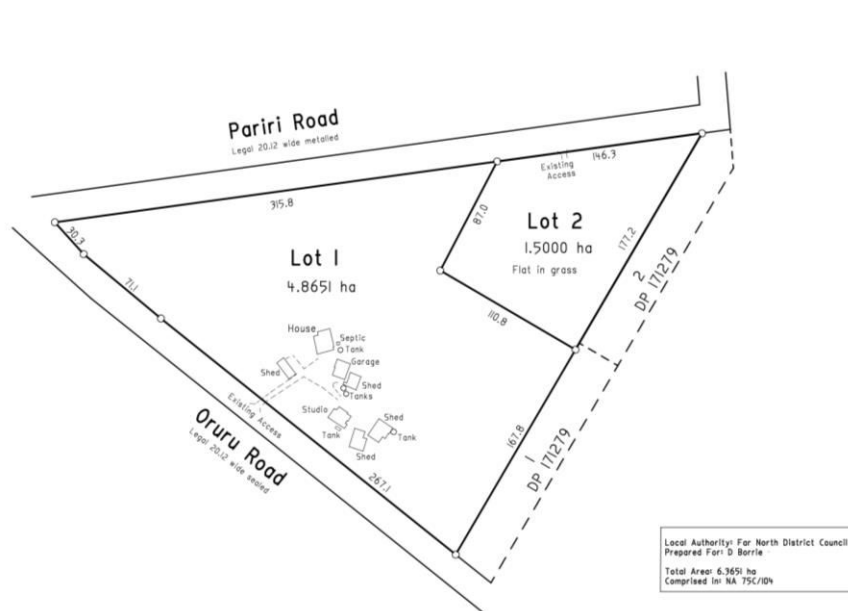 Pariri Road
Legal 20.12 wide metalled
146.3
Existing
Access
315.8
87.0
Lot 2
1.5000 ha
Flat in grass
177.2
30.3
71.1
Lot 1
4.8651 ha
110.8
2
DP 171279
House
Septic
Tank
Garage
Shed
Shed
Tanks
Existing Access
Studio
Tank
Shed
Tank
Shed
Oruru Road
Legal 20.12 wide sealed
267.1
167.8
1
DP 171279
Local Authority: Far North District Council
Prepared For: D Borrie
Total Area: 6.3651 ha
Comprised in: NA 75C/104